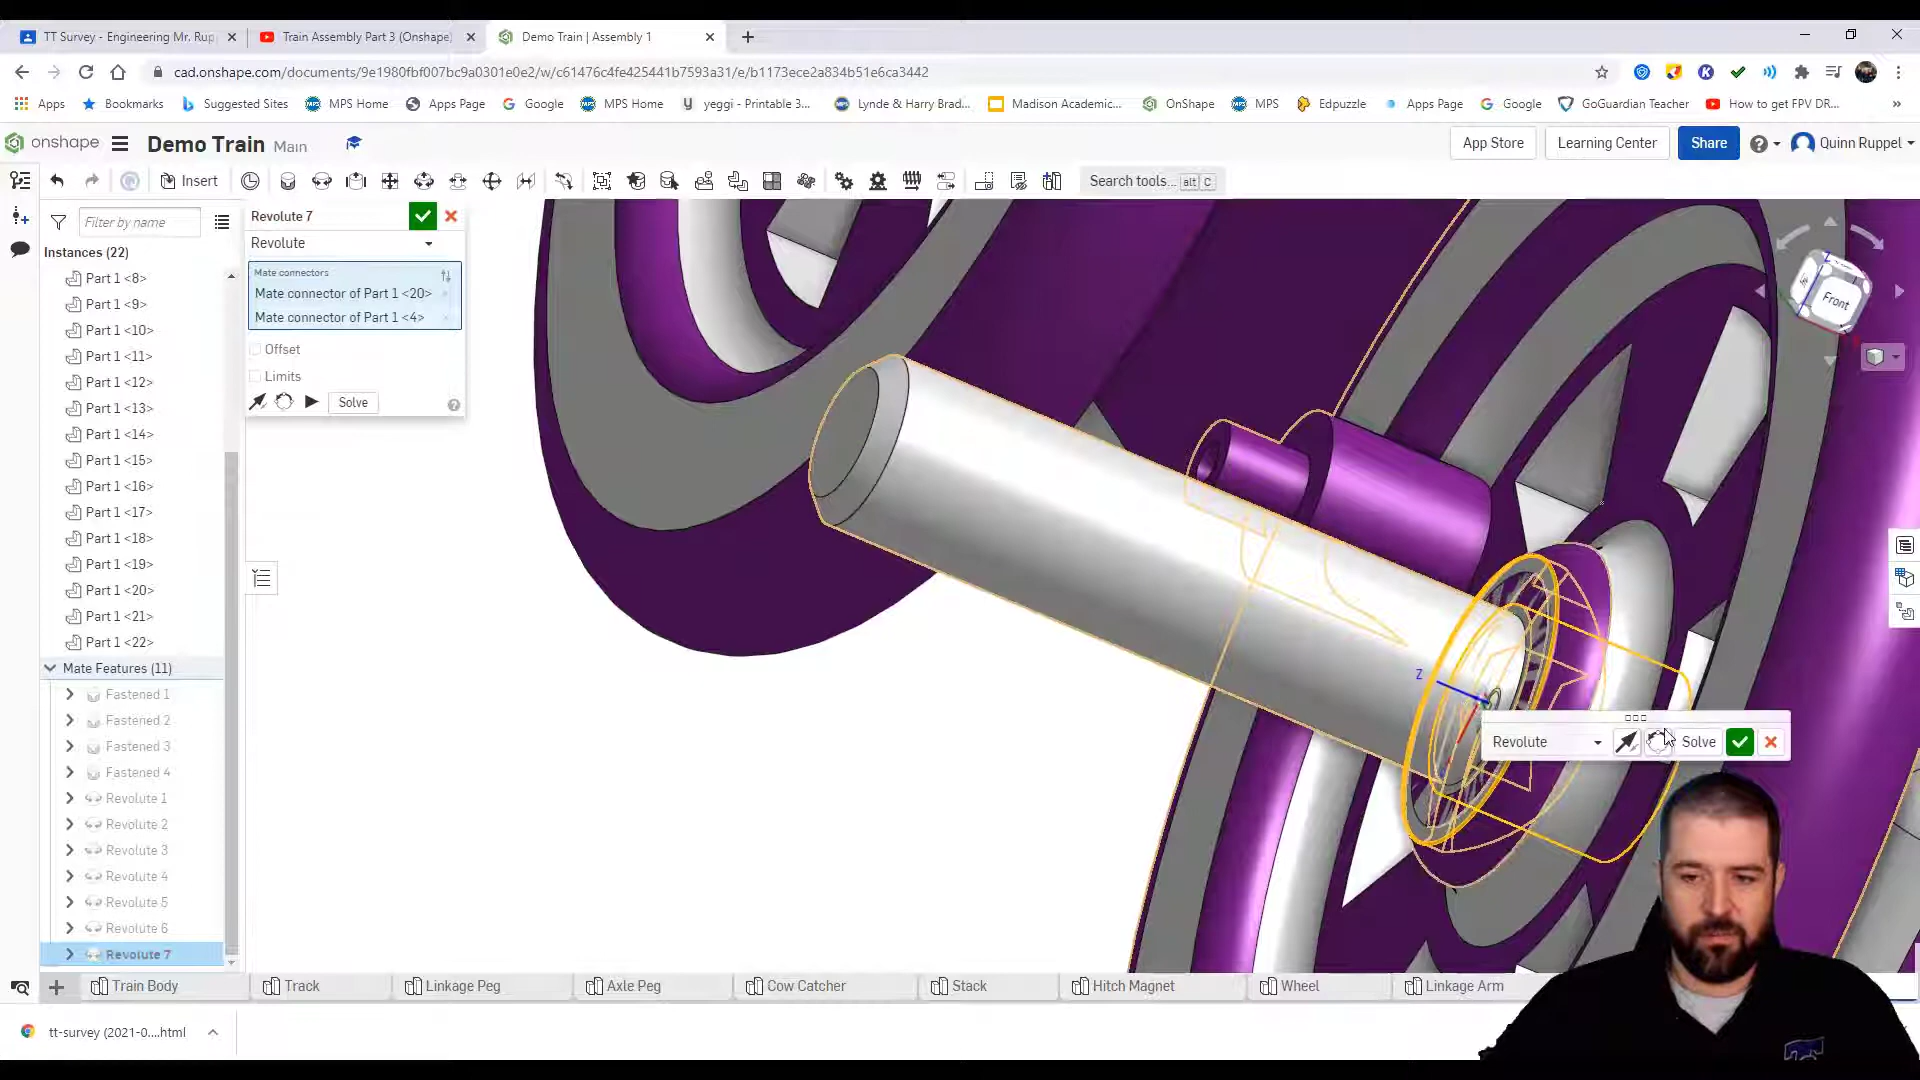 TT Survey - Engineering Mr. Rup
Train Assembly Part 3 (Onshape)
Demo Train | Assembly 1
cad.onshape.com/documents/9e1980fbf007bc9a0301e0e2/w/c61476c4fe425441b7593a31/e/b1173ece2a834b51e6ca3442
Apps
Bookmarks
Suggested Sites
MPS Home
Apps Page
Google
MPS Home
yeggi - Printable 3...
Lynde & Harry Brad...
Madison Academic...
OnShape
MPS
Edpuzzle
Apps Page
Google
GoGuardian Teacher
How to get FPV DR...
onshape
Demo Train Main
App Store
Learning Center
Share
Quinn Ruppel
Insert
Search tools... alt C
Filter by name
Instances (22)
Part 1 <8>
Part 1 <9>
Part 1 <10>
Part 1 <11>
Part 1 <12>
Part 1 <13>
Part 1 <14>
Part 1 <15>
Part 1 <16>
Part 1 <17>
Part 1 <18>
Part 1 <19>
Part 1 <20>
Part 1 <21>
Part 1 <22>
Mate Features (11)
Fastened 1
Fastened 2
Fastened 3
Fastened 4
Revolute 1
Revolute 2
Revolute 3
Revolute 4
Revolute 5
Revolute 6
Revolute 7
Revolute 7
Revolute
Mate connectors
Mate connector of Part 1 <20>
Mate connector of Part 1 <4>
Offset
Limits
Solve
Z
Front
Z
Revolute
Solve
Train Body
Track
Linkage Peg
Axle Peg
Cow Catcher
Stack
Hitch Magnet
Wheel
Linkage Arm
tt-survey (2021-0....html